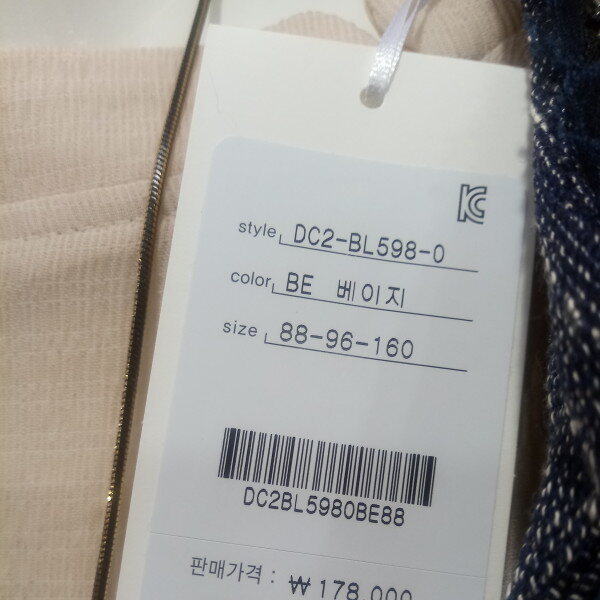 KC
style DC2-BL598-0
color BE 베이지
size 88-96-160
DC2BL5980BE88
판매가격 : ₩ 178,000